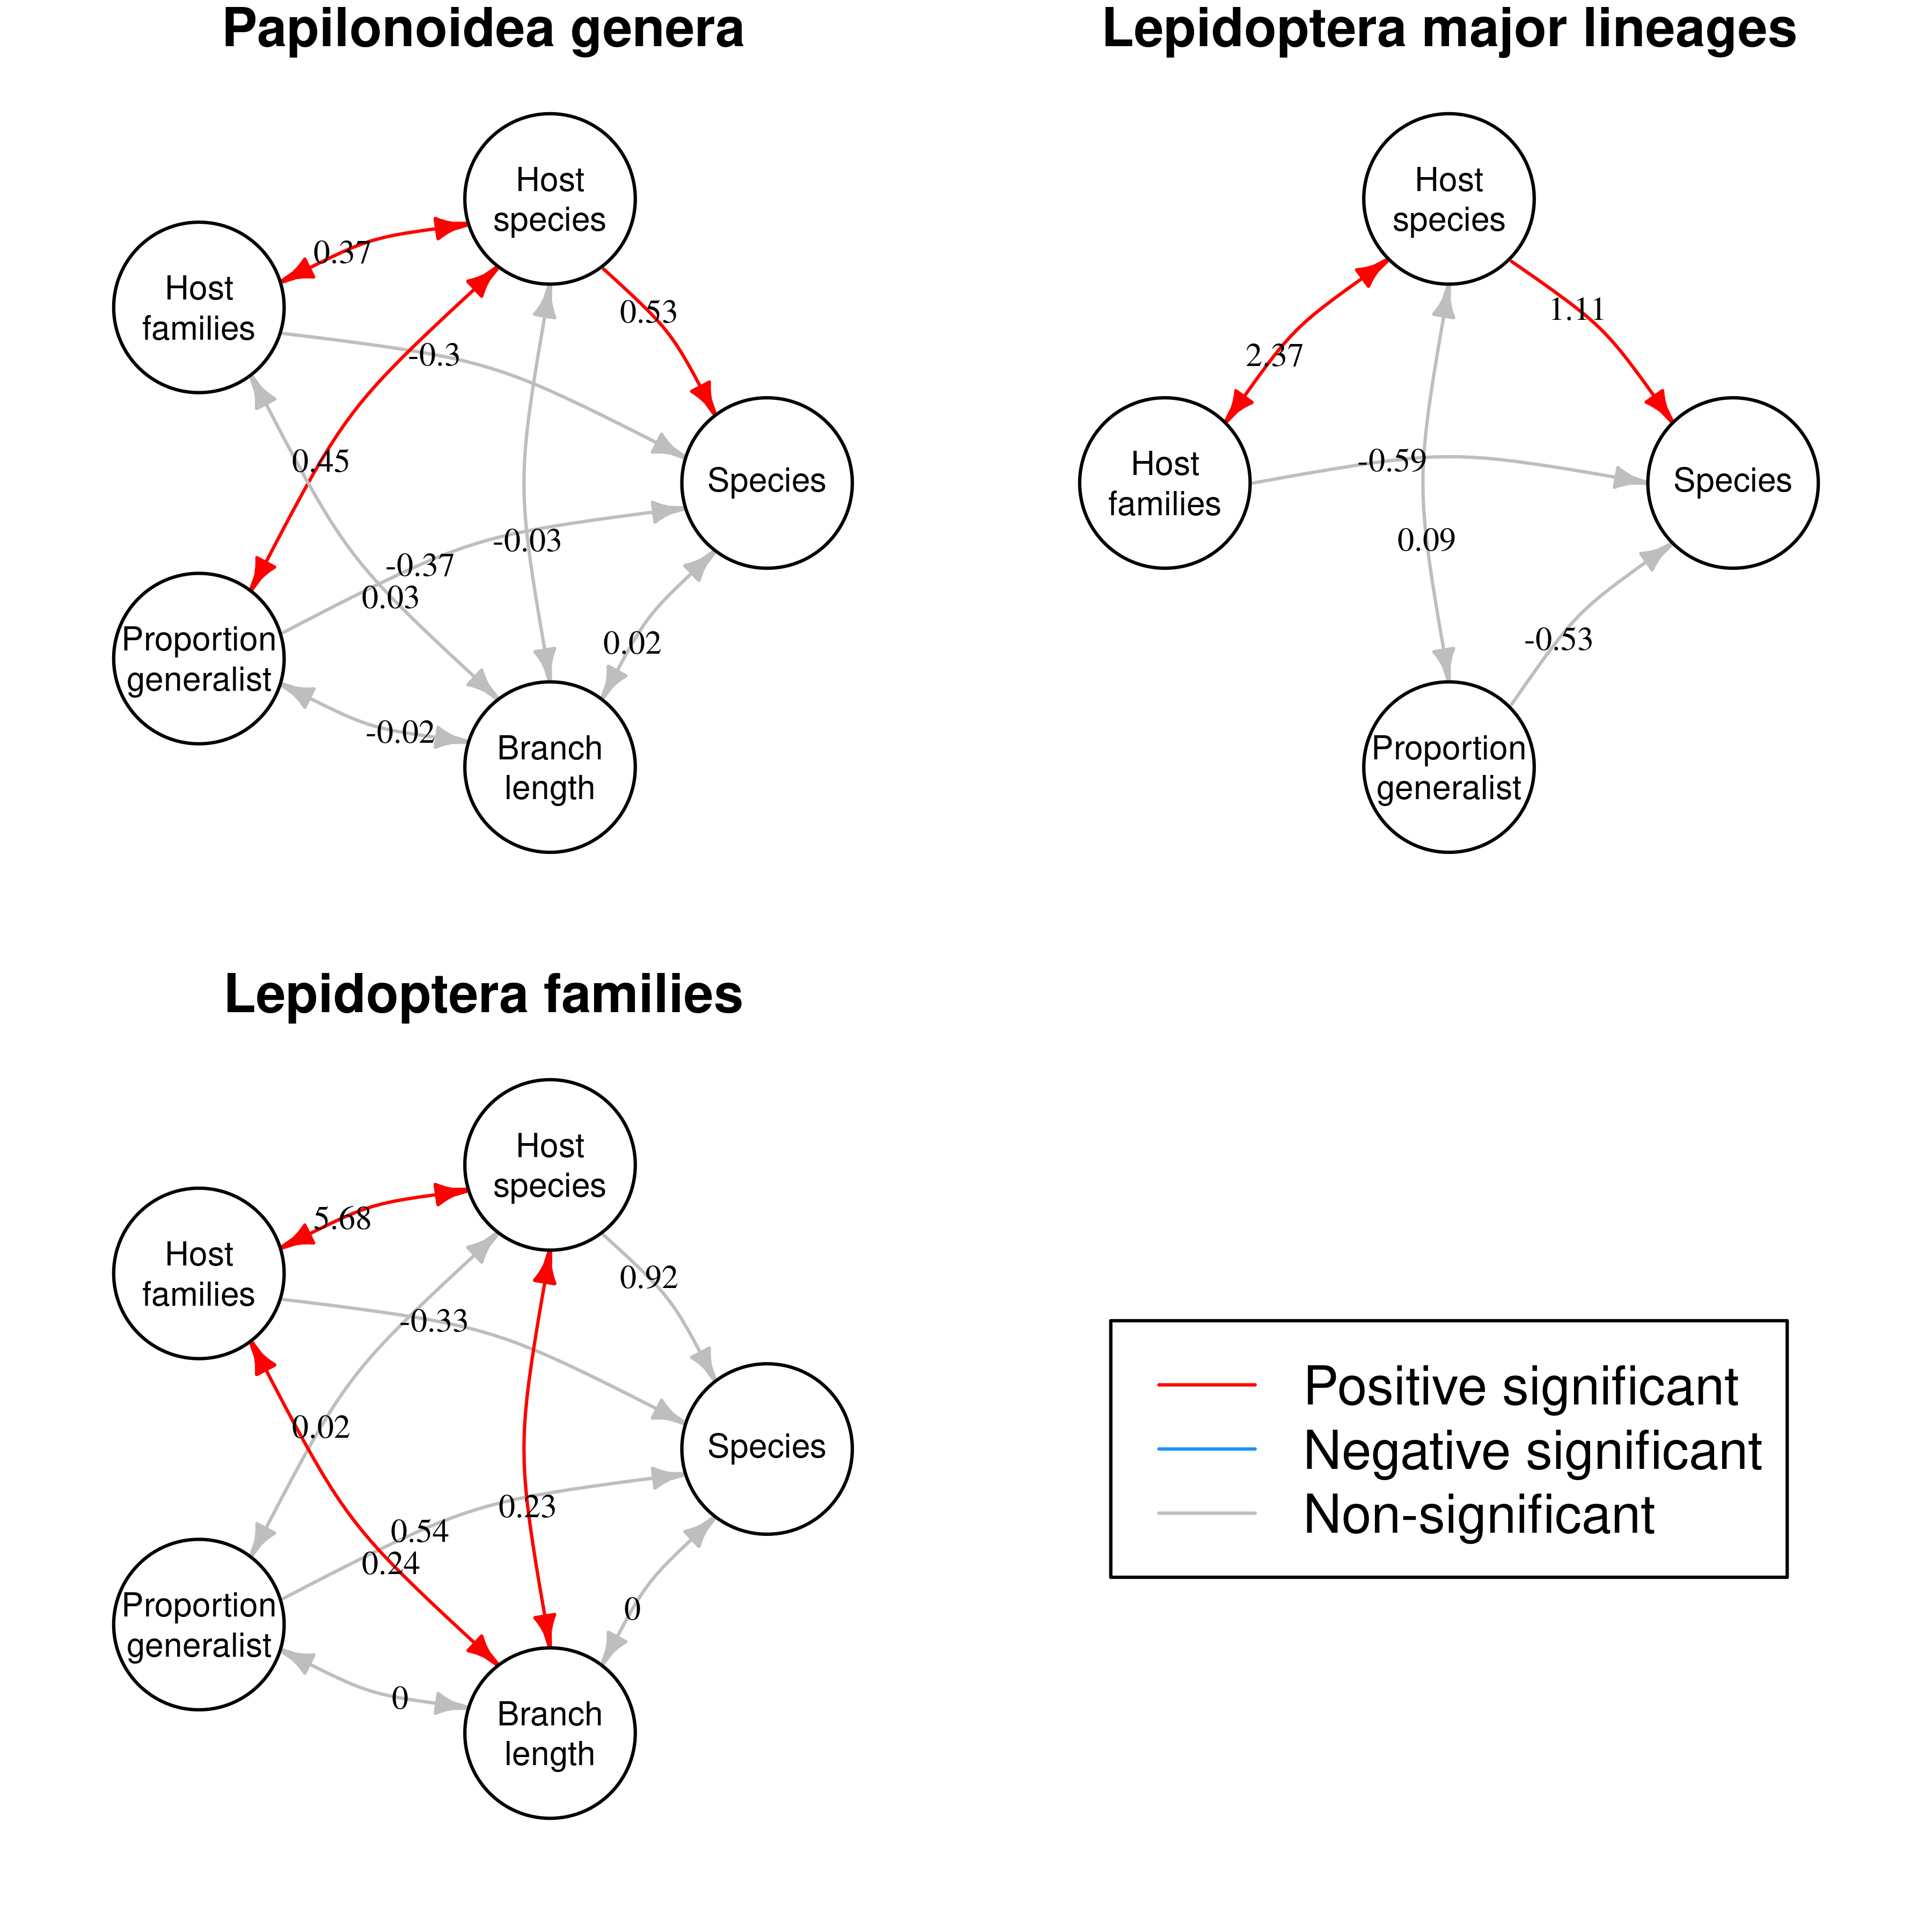 Papilonoidea genera
Host
species
0.37
Host
families
0.53
-0.3
0.45
Species
-0.03
-0.37
0.03
Proportion
generalist
0.02
-0.02
Branch
length
Lepidoptera major lineages
Host
species
1.11
2.37
Host
families
-0.59
Species
0.09
-0.53
Proportion
generalist
Lepidoptera families
Host
species
5.68
Host
families
0.92
-0.33
0.02
Species
0.23
0.54
0.24
Proportion
generalist
0
0
Branch
length
Positive significant
Negative significant
Non-significant